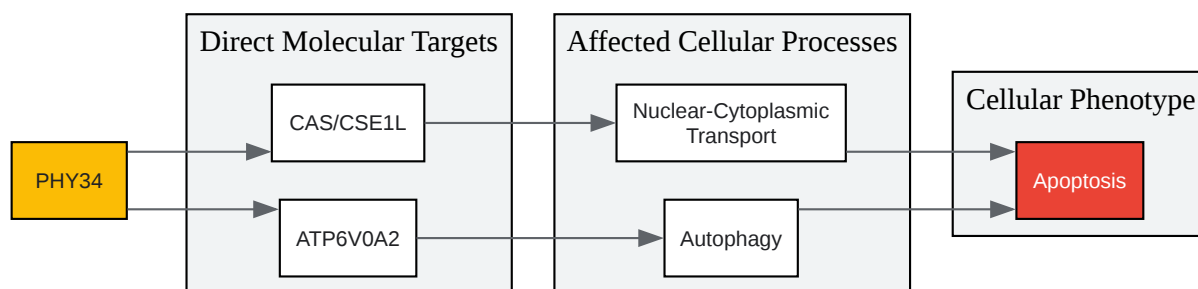 Direct Molecular Targets
Affected Cellular Processes
Cellular Phenotype
PHY34
CAS/CSE1L
Nuclear-Cytoplasmic
Transport
Apoptosis
ATP6V0A2
Autophagy